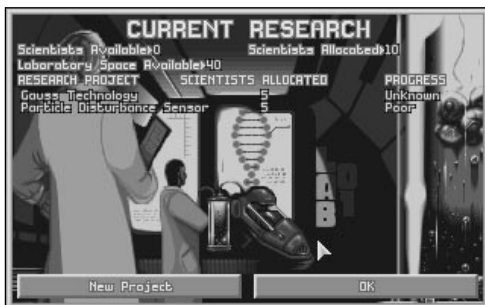 CURRENT RESEARCH
Scientists Available>0 Scientists Allocated>10
Laboratory Space Available>40
RESEARCH PROJECT SCIENTISTS ALLOCATED PROGRESS
Gauss Technology 5 Unknown
Particle Disturbance Sensor 5 Poor
New Project OK